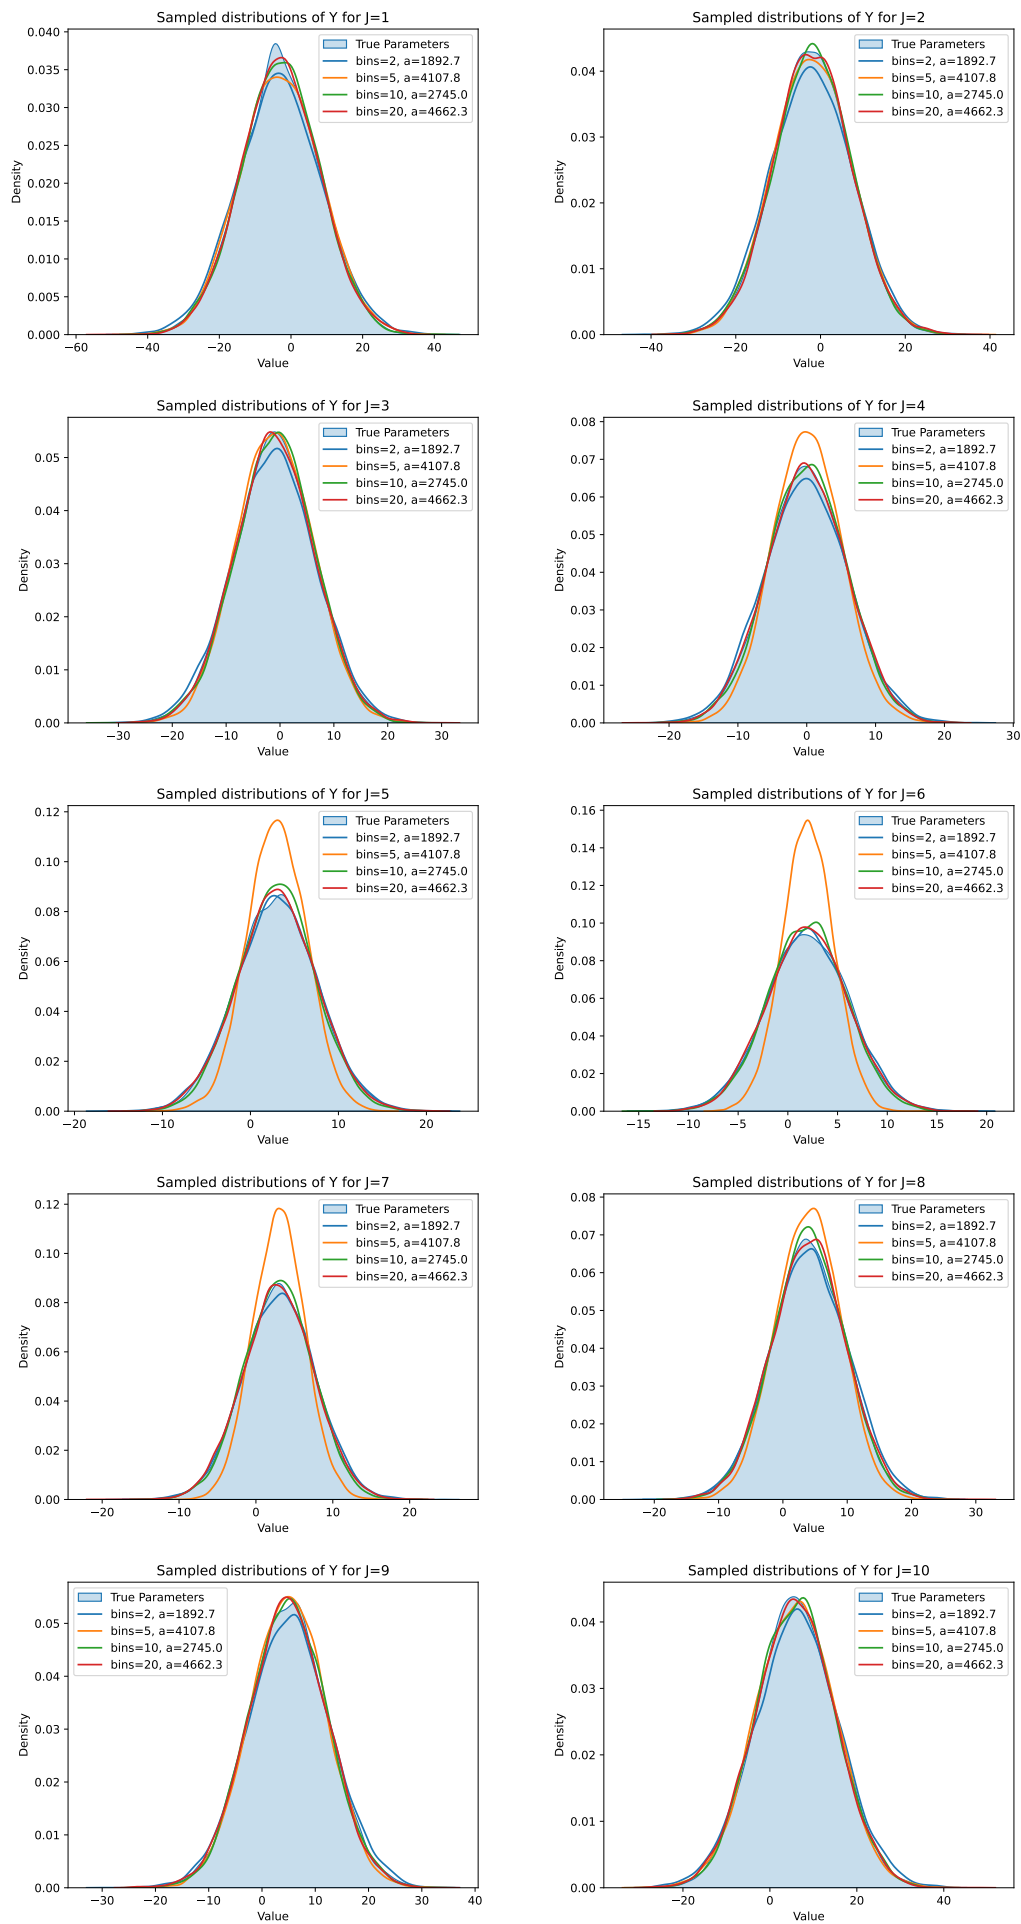 Sampled distributions of Y for J=1
True Parameters
bins=2, a=1892.7
bins=5, a=4107.8
bins=10, a=2745.0
bins=20, a=4662.3
0.040
0.035
0.030
0.025
0.020
0.015
0.010
0.005
0.000
Density
−60 −40 −20 0 20 40
Value
Sampled distributions of Y for J=2
True Parameters
bins=2, a=1892.7
bins=5, a=4107.8
bins=10, a=2745.0
bins=20, a=4662.3
0.04
0.03
0.02
0.01
0.00
Density
−40 −20 0 20 40
Value
Sampled distributions of Y for J=3
True Parameters
bins=2, a=1892.7
bins=5, a=4107.8
bins=10, a=2745.0
bins=20, a=4662.3
0.05
0.04
0.03
0.02
0.01
0.00
Density
−30 −20 −10 0 10 20 30
Value
Sampled distributions of Y for J=4
True Parameters
bins=2, a=1892.7
bins=5, a=4107.8
bins=10, a=2745.0
bins=20, a=4662.3
0.08
0.07
0.06
0.05
0.04
0.03
0.02
0.01
0.00
Density
−20 −10 0 10 20 30
Value
Sampled distributions of Y for J=5
True Parameters
bins=2, a=1892.7
bins=5, a=4107.8
bins=10, a=2745.0
bins=20, a=4662.3
0.12
0.10
0.08
0.06
0.04
0.02
0.00
Density
−20 −10 0 10 20
Value
Sampled distributions of Y for J=6
True Parameters
bins=2, a=1892.7
bins=5, a=4107.8
bins=10, a=2745.0
bins=20, a=4662.3
0.16
0.14
0.12
0.10
0.08
0.06
0.04
0.02
0.00
Density
−15 −10 −5 0 5 10 15 20
Value
Sampled distributions of Y for J=7
True Parameters
bins=2, a=1892.7
bins=5, a=4107.8
bins=10, a=2745.0
bins=20, a=4662.3
0.12
0.10
0.08
0.06
0.04
0.02
0.00
Density
−20 −10 0 10 20
Value
Sampled distributions of Y for J=8
True Parameters
bins=2, a=1892.7
bins=5, a=4107.8
bins=10, a=2745.0
bins=20, a=4662.3
0.08
0.07
0.06
0.05
0.04
0.03
0.02
0.01
0.00
Density
−20 −10 0 10 20 30
Value
Sampled distributions of Y for J=9
True Parameters
bins=2, a=1892.7
bins=5, a=4107.8
bins=10, a=2745.0
bins=20, a=4662.3
0.05
0.04
0.03
0.02
0.01
0.00
Density
−30 −20 −10 0 10 20 30 40
Value
Sampled distributions of Y for J=10
True Parameters
bins=2, a=1892.7
bins=5, a=4107.8
bins=10, a=2745.0
bins=20, a=4662.3
0.04
0.03
0.02
0.01
0.00
Density
−20 0 20 40
Value